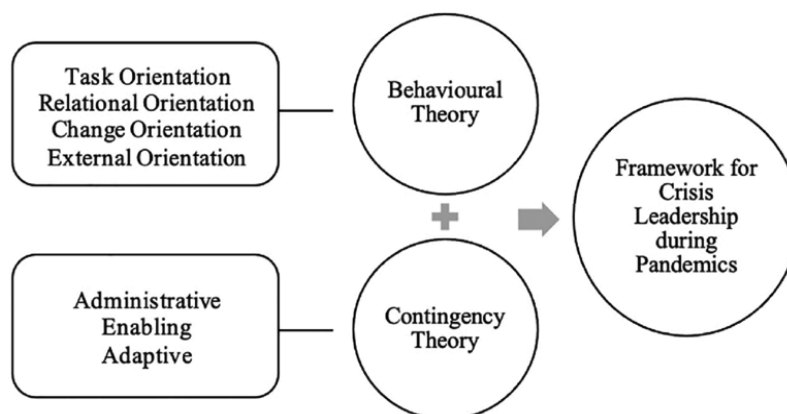 Task Orientation
Relational Orientation
Change Orientation
External Orientation
Behavioural
Theory
Framework for
Crisis
Leadership
during
Pandemics
Administrative
Enabling
Adaptive
Contingency
Theory